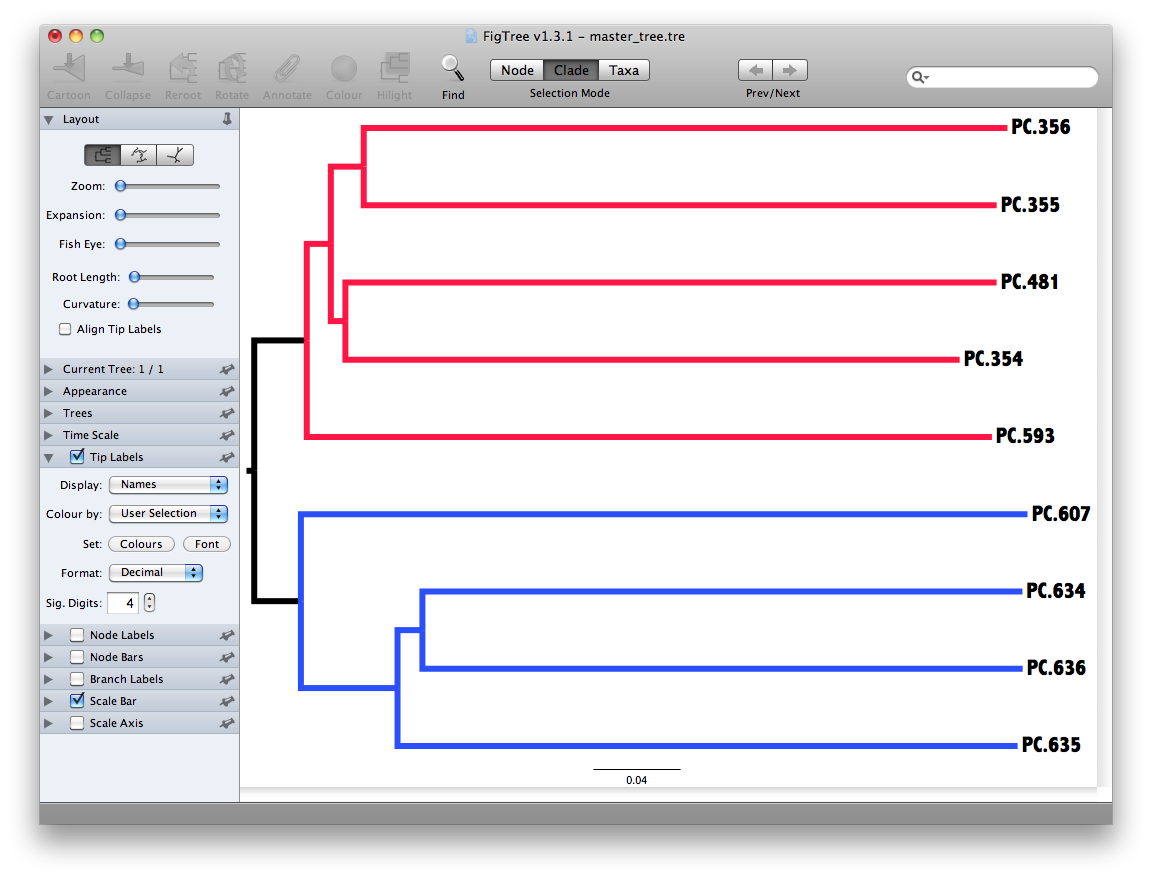 FigTree v1.3.1 - master_tree.tre
Cartoon Collapse Reroot Rotate Annotate Colour Hilight Find
Node Clade Taxa
Selection Mode
Prev/Next
Layout
Zoom:
Expansion:
Fish Eye:
Root Length:
Curvature:
Align Tip Labels
Current Tree: 1 / 1
Appearance
Trees
Time Scale
Tip Labels
Display: Names
Colour by: User Selection
Set: Colours Font
Format: Decimal
Sig. Digits: 4
Node Labels
Node Bars
Branch Labels
Scale Bar
Scale Axis
PC.356
PC.355
PC.481
PC.354
PC.593
PC.607
PC.634
PC.636
PC.635
0.04